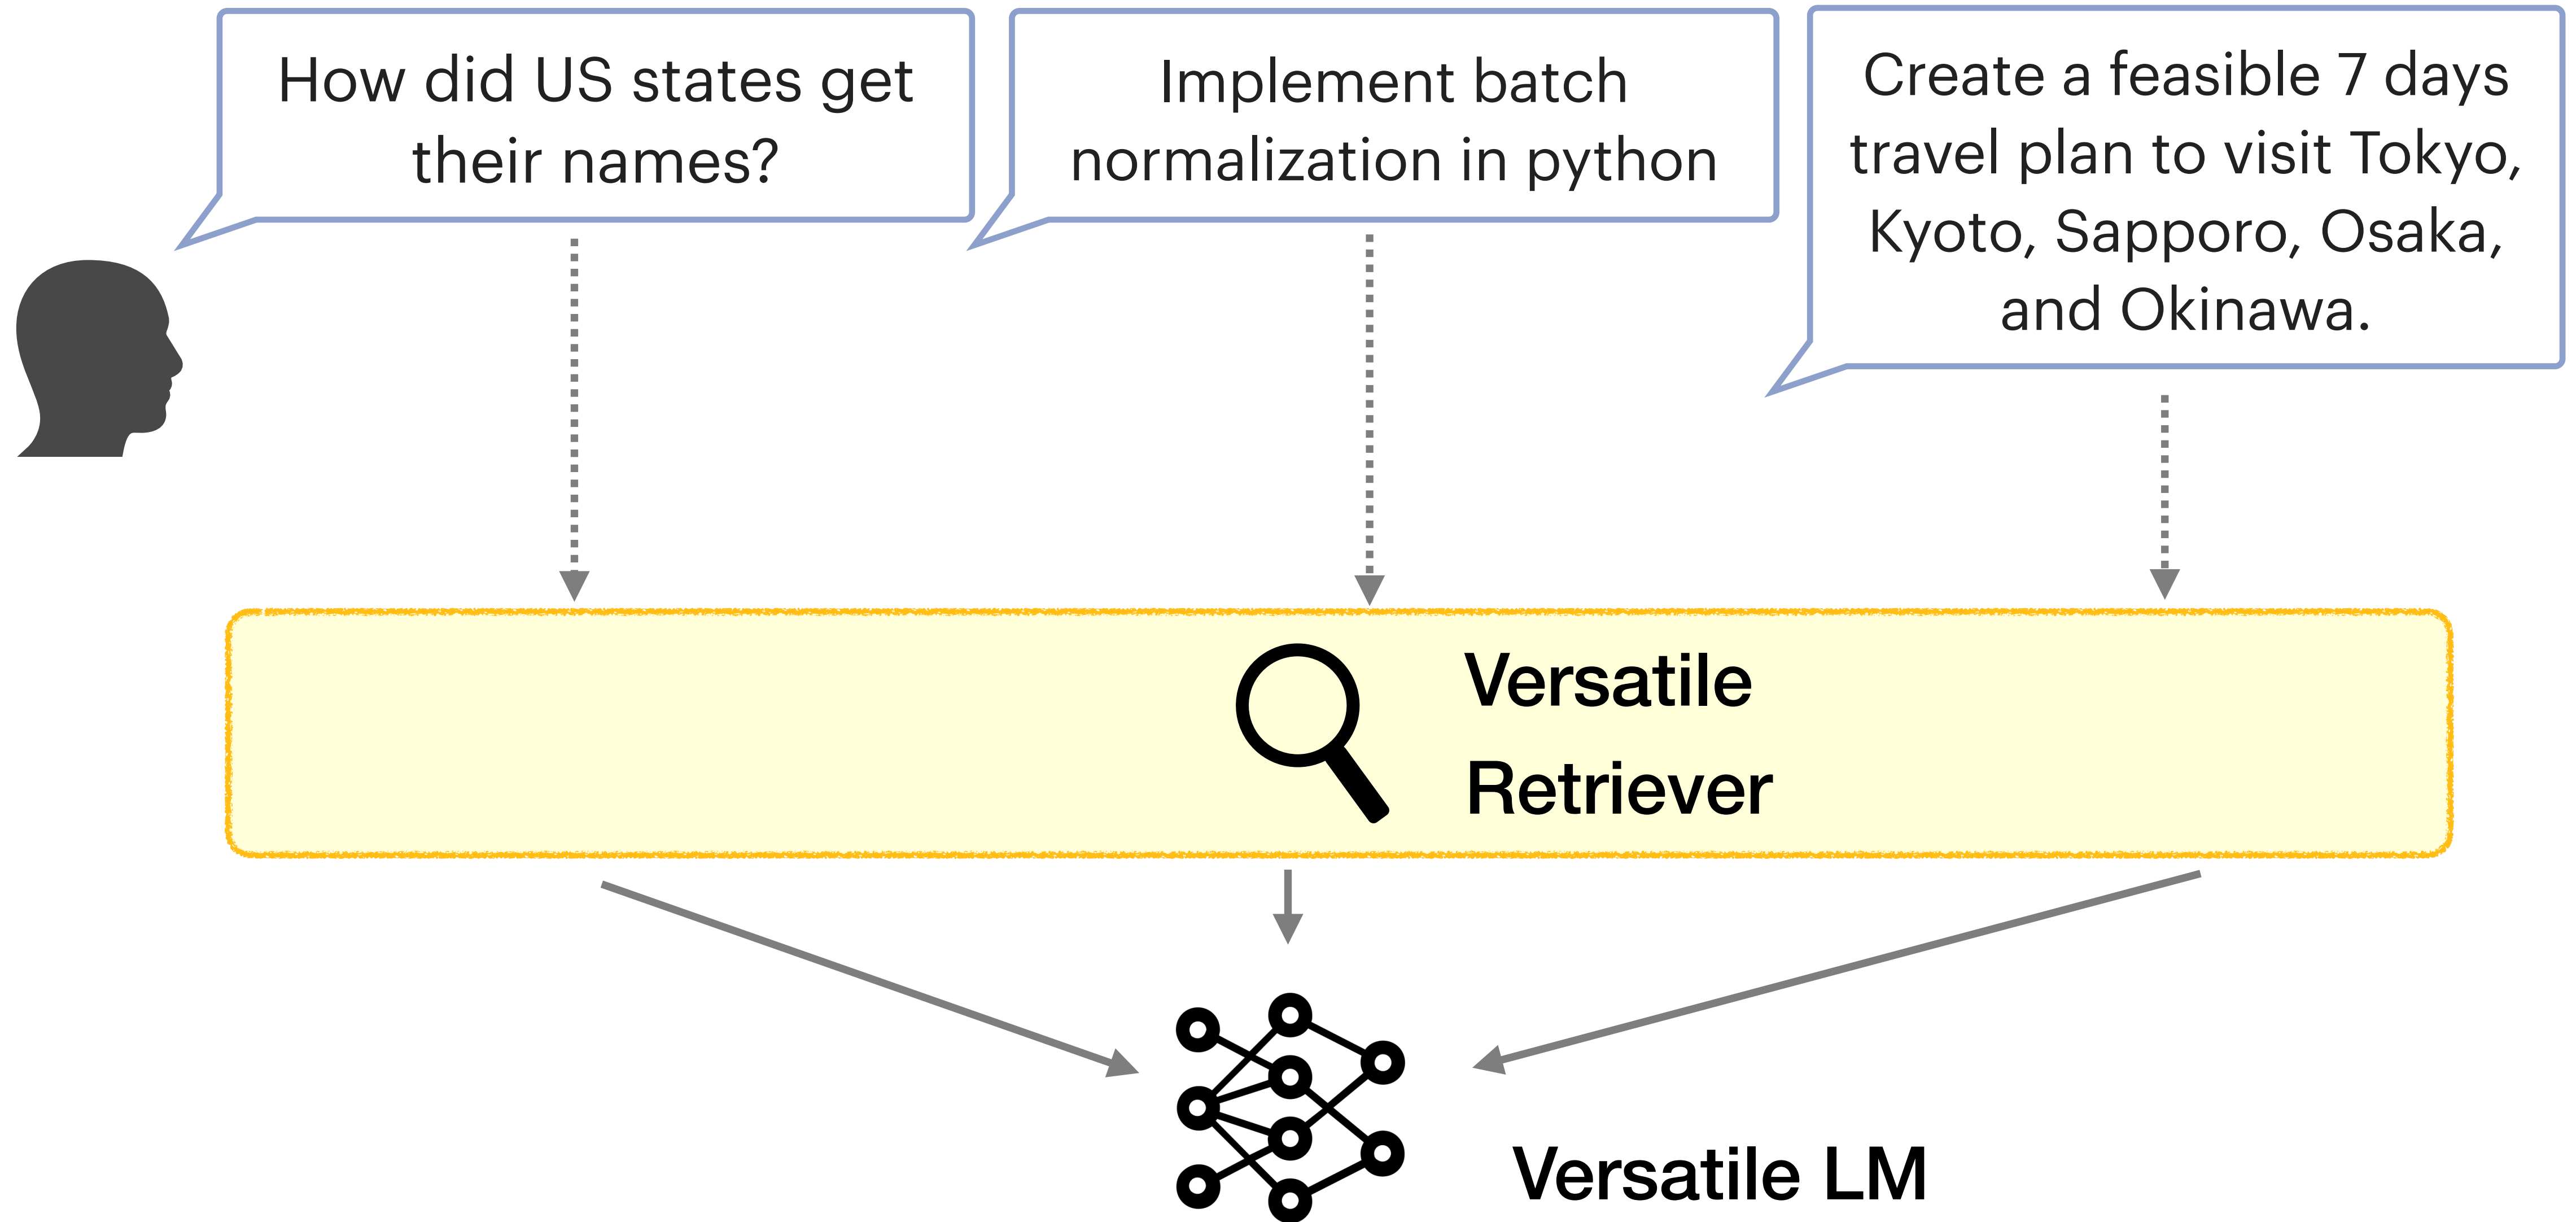 How did US states get
their names?
Implement batch
normalization in python
Create a feasible 7 days
travel plan to visit Tokyo,
Kyoto, Sapporo, Osaka,
and Okinawa.
Versatile
Retriever
Versatile LM